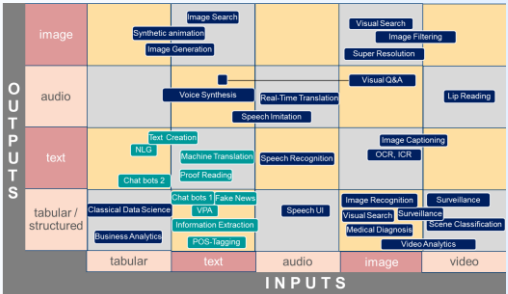 OUTPUTS
image
Image Search
Synthetic animation
Image Generation
Visual Search
Image Filtering
Super Resolution
audio
Visual Q&A
Voice Synthesis
Real-Time Translation
Lip Reading
Speech Imitation
text
Text Creation
NLG
Machine Translation
Proof Reading
Chat bots 2
Speech Recognition
Image Captioning
OCR, ICR
tabular /
structured
Classical Data Science
Business Analytics
Chat bots 1
Fake News
VPA
Information Extraction
POS-Tagging
Speech UI
Image Recognition
Surveillance
Visual Search
Surveillance
Medical Diagnosis
Scene Classification
Video Analytics
tabular
text
audio
image
video
INPUTS